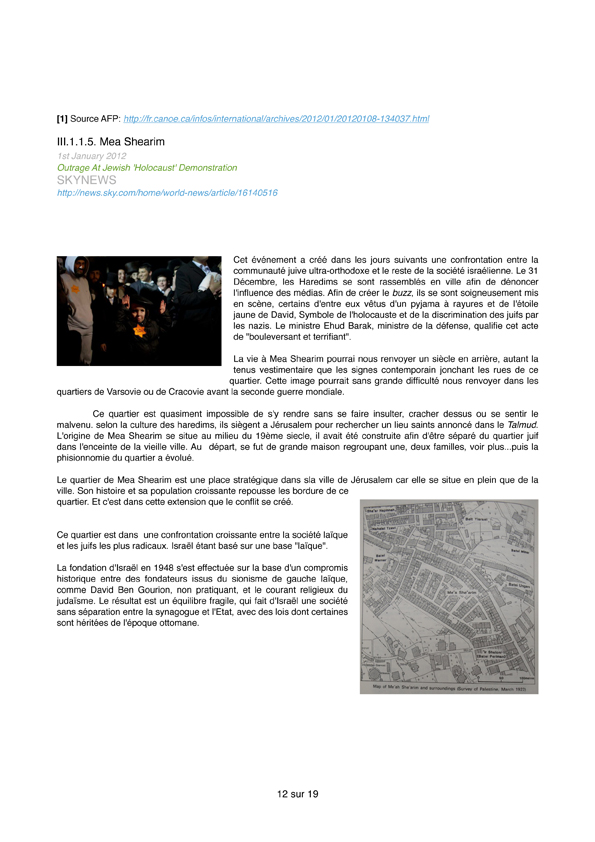 [1] Source AFP: http://fr.canoe.ca/infos/international/archives/2012/01/20120108-134037.html
III.1.1.5. Mea Shearim
1st January 2012
Outrage At Jewish 'Holocaust' Demonstration
SKYNEWS
http://news.sky.com/home/world-news/article/16140516
Cet évènement a créé dans les jours suivants une confrontation entre la
communauté juive ultra-orthodoxe et le reste de la société israélienne. Le 31
Décembre, les Haredims se sont rassemblés en ville afin de dénoncer
l'influence des médias. Afin de créer le buzz, ils se sont soigneusement mis
en scène, certains d'entre eux vêtus d'un pyjama à rayures et de l'étoile
jaune de David, Symbole de l'holocauste et de la discrimination des juifs par
les nazis. Le ministre Ehud Barak, ministre de la défense, qualifie cet acte
de "bouleversant et terrifiant".
La vie à Mea Shearim pourrai nous renvoyer un siècle en arrière, autant la
tenus vestimentaire que les signes contemporain jonchant les rues de ce
quartier. Cette image pourrait sans grande difficulté nous renvoyer dans les
quartiers de Varsovie ou de Cracovie avant la seconde guerre mondiale.
Ce quartier est quasiment impossible de s'y rendre sans se faire insulter, cracher dessus ou se sentir le
malvenu. selon la culture des haredims, ils siègent a Jérusalem pour rechercher un lieu saints annoncé dans le Talmud.
L'origine de Mea Shearim se situe au milieu du 19ème siecle, il avait été construite afin d'être séparé du quartier juif
dans l'enceinte de la vieille ville. Au départ, se fut de grande maison regroupant une, deux familles, voir plus...puis la
phisionnomie du quartier a évolué.
Le quartier de Mea Shearim est une place stratégique dans sla ville de Jérusalem car elle se situe en plein que de la
ville. Son histoire et sa population croissante repousse les bordure de ce
quartier. Et c'est dans cette extension que le conflit se créé.
Ce quartier est dans une confrontation croissante entre la société laïque
et les juifs les plus radicaux. Israël étant basé sur une base "laïque".
La fondation d'Israël en 1948 s'est effectuée sur la base d'un compromis
historique entre des fondateurs issus du sionisme de gauche laïque,
comme David Ben Gourion, non pratiquant, et le courant religieux du
judaïsme. Le résultat est un équilibre fragile, qui fait d'Israël une société
sans séparation entre la synagogue et l'Etat, avec des lois dont certaines
sont héritées de l'époque ottomane.
Me'a She'arim
Map of Me'ah She'arim and surroundings (Survey of Palestine, March 1937)
12 sur 19